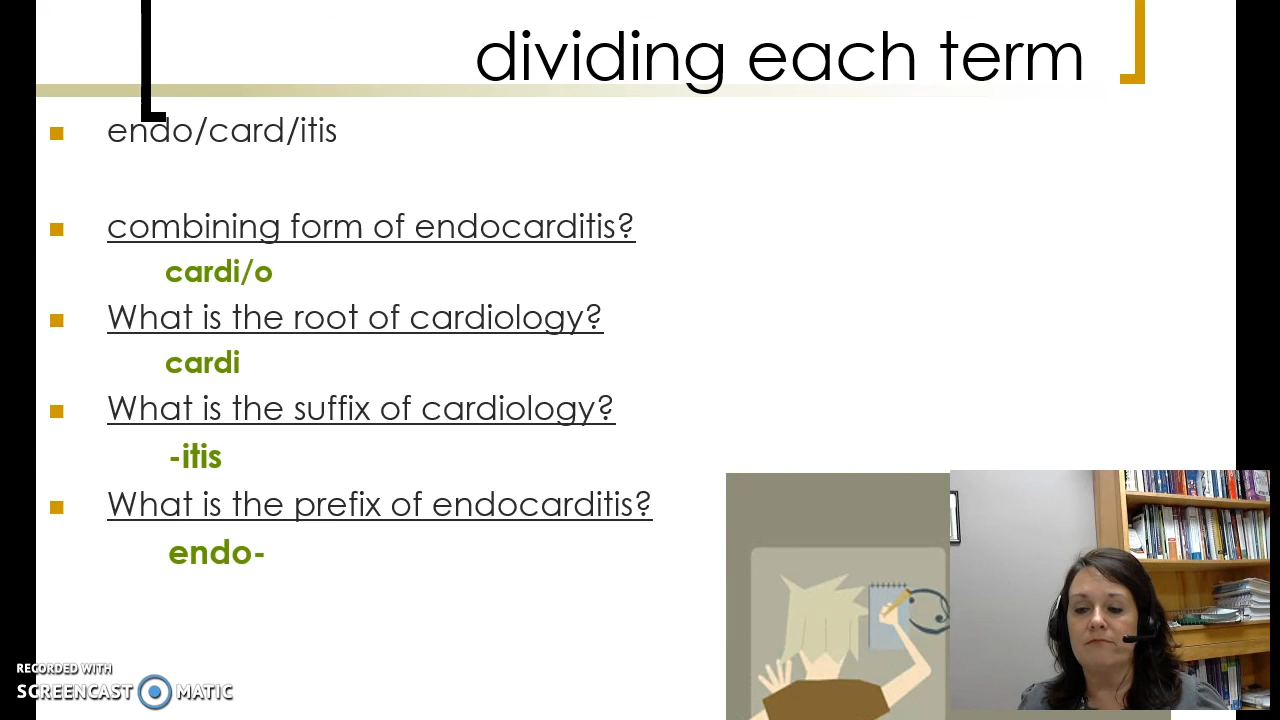 dividing each term
endo/card/itis
combining form of endocarditis?
cardi/o
What is the root of cardiology?
cardi
What is the suffix of cardiology?
-itis
What is the prefix of endocarditis?
endo-
RECORDED WITH
SCREENCAST MATIC